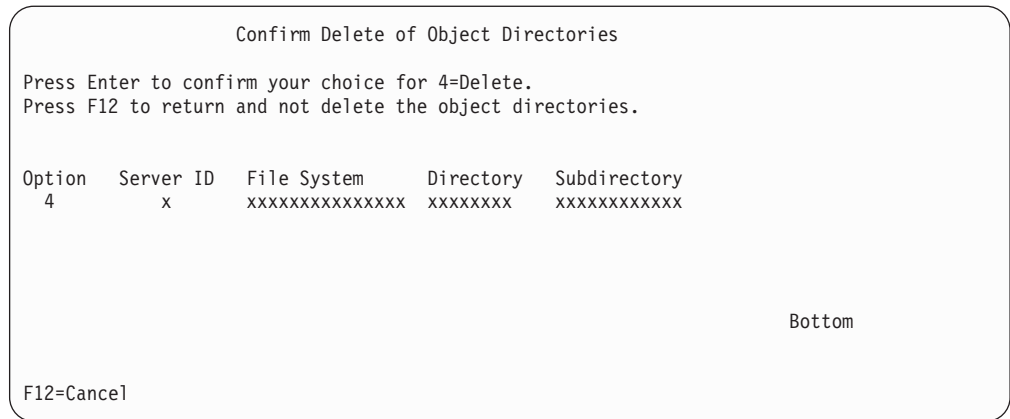 Confirm Delete of Object Directories
Press Enter to confirm your choice for 4=Delete.
Press F12 to return and not delete the object directories.
Option Server ID File System Directory Subdirectory
4 x xxxxxxxxxxxxxxx xxxxxxxx xxxxxxxxxxxx
Bottom
F12=Cancel